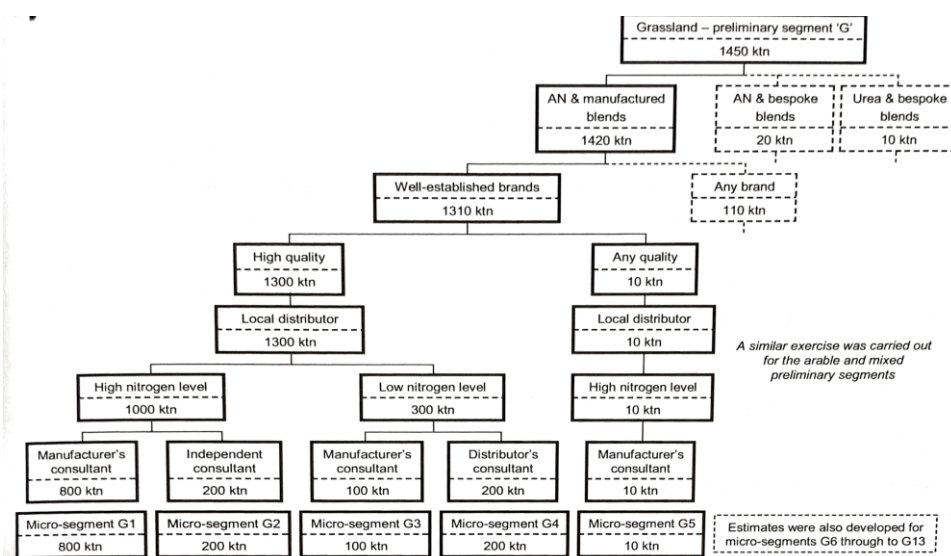 Grassland – preliminary segment 'G'
1450 ktn
AN & manufactured
blends
1420 ktn
AN & bespoke
blends
20 ktn
Urea & bespoke
blends
10 ktn
Well-established brands
1310 ktn
Any brand
110 ktn
High quality
1300 ktn
Any quality
10 ktn
Local distributor
1300 ktn
Local distributor
10 ktn
A similar exercise was carried out
for the arable and mixed
preliminary segments
High nitrogen level
1000 ktn
Low nitrogen level
300 ktn
High nitrogen level
10 ktn
Manufacturer's
consultant
800 ktn
Independent
consultant
200 ktn
Manufacturer's
consultant
100 ktn
Distributor's
consultant
200 ktn
Manufacturer's
consultant
10 ktn
Micro-segment G1
800 ktn
Micro-segment G2
200 ktn
Micro-segment G3
100 ktn
Micro-segment G4
200 ktn
Micro-segment G5
10 ktn
Estimates were also developed for
micro-segments G6 through to G13